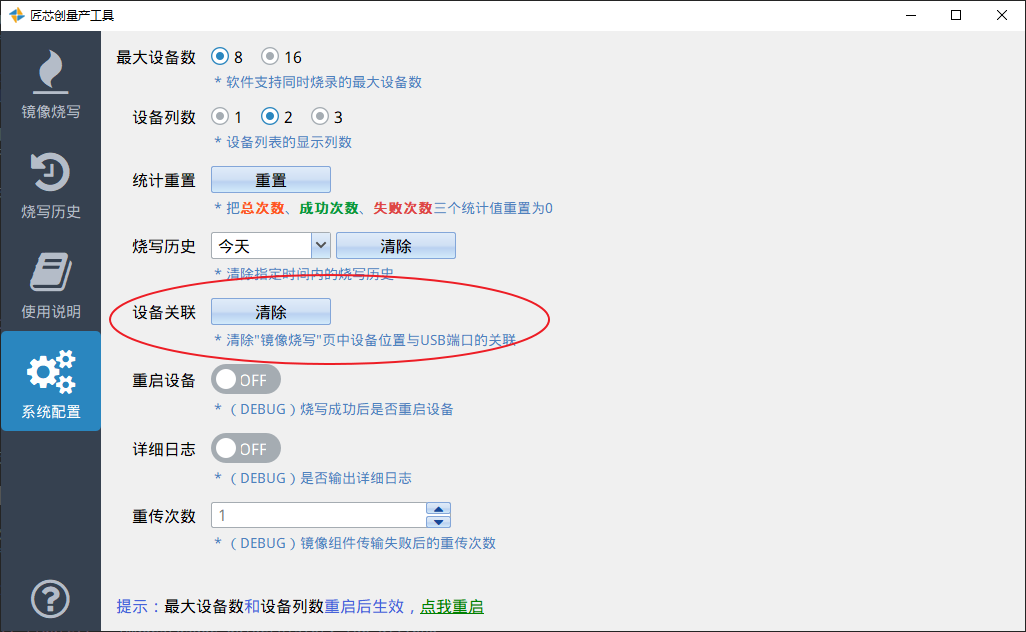 匠芯创量产工具
镜像烧写
烧写历史
使用说明
系统配置
最大设备数 8 16
* 软件支持同时烧录的最大设备数
设备列数 1 2 3
* 设备列表的显示列数
统计重置 重置
* 把总次数、成功次数、失败次数三个统计值重置为0
烧写历史 今天 清除
* 清除指定时间内的烧写历史
设备关联 清除
* 清除"镜像烧写"页中设备位置与USB端口的关联
重启设备 OFF
* （DEBUG）烧写成功后是否重启设备
详细日志 OFF
* （DEBUG）是否输出详细日志
重传次数 1
* （DEBUG）镜像组件传输失败后的重传次数
提示：最大设备数和设备列数重启后生效，点我重启